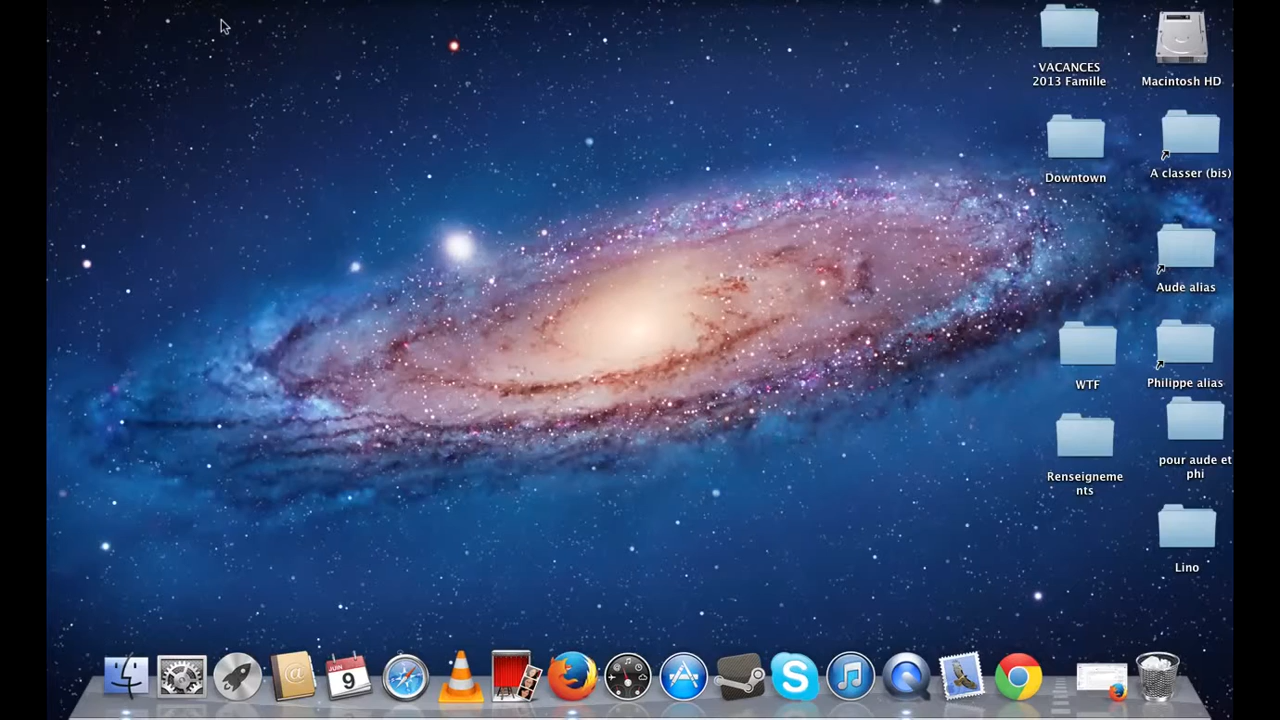 VACANCES
2013 Famille
Macintosh HD
Downtown
A classer (bis)
Aude alias
WTF
Philippe alias
Renseigneme
nts
pour aude et
phi
Lino
JUIN
9
@